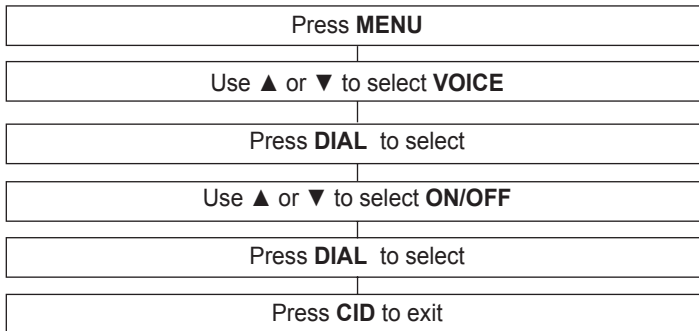 Press MENU
Use ▲ or ▼ to select VOICE
Press DIAL to select
Use ▲ or ▼ to select ON/OFF
Press DIAL to select
Press CID to exit